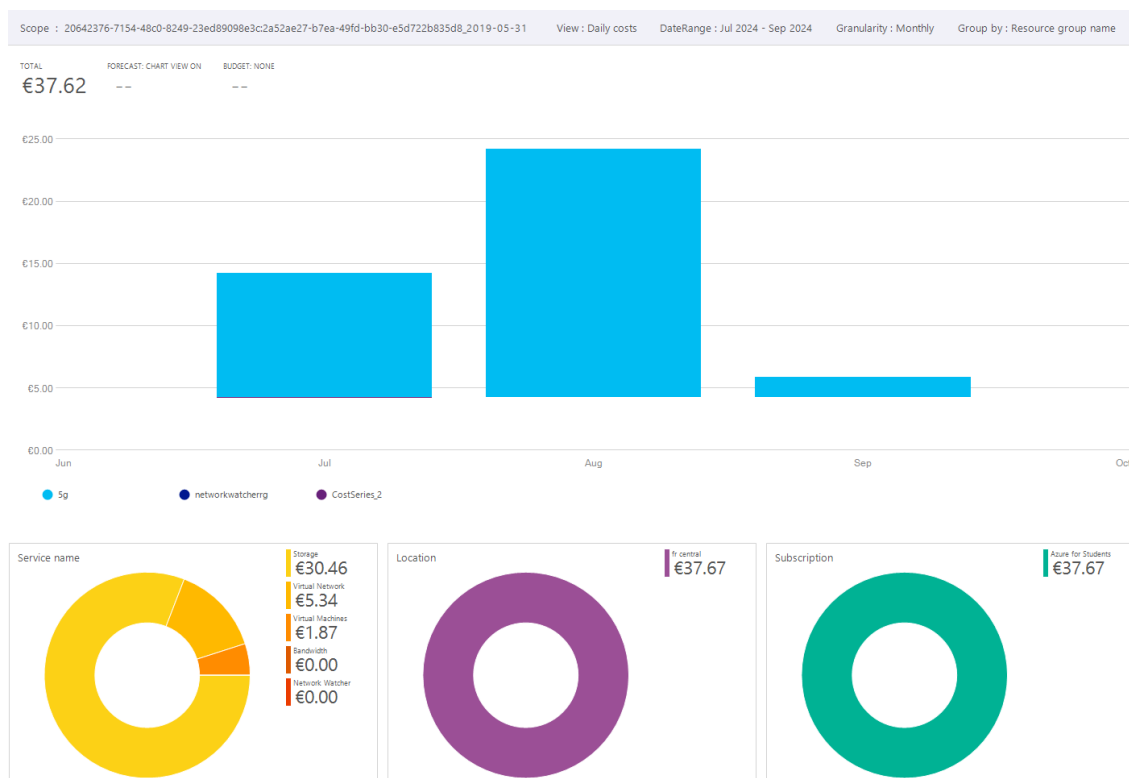 Scope : 20642376-7154-48c0-8249-23ed89098e3c:2a52ae27-b7ea-49fd-bb30-e5d722b835d8_2019-05-31 View : Daily costs DateRange : Jul 2024 - Sep 2024 Granularity : Monthly Group by : Resource group name
TOTAL FORECAST: CHART VIEW ON BUDGET: NONE
€37.62 -- --
€25.00
€20.00
€15.00
€10.00
€5.00
€0.00
Jun Jul Aug Sep Oct
5g networkwatcherrg CostSeries_2
Service name
Storage
€30.46
Virtual Network
€5.34
Virtual Machines
€1.87
Bandwidth
€0.00
Network Watcher
€0.00
Location
fr central
€37.67
Subscription
Azure for Students
€37.67